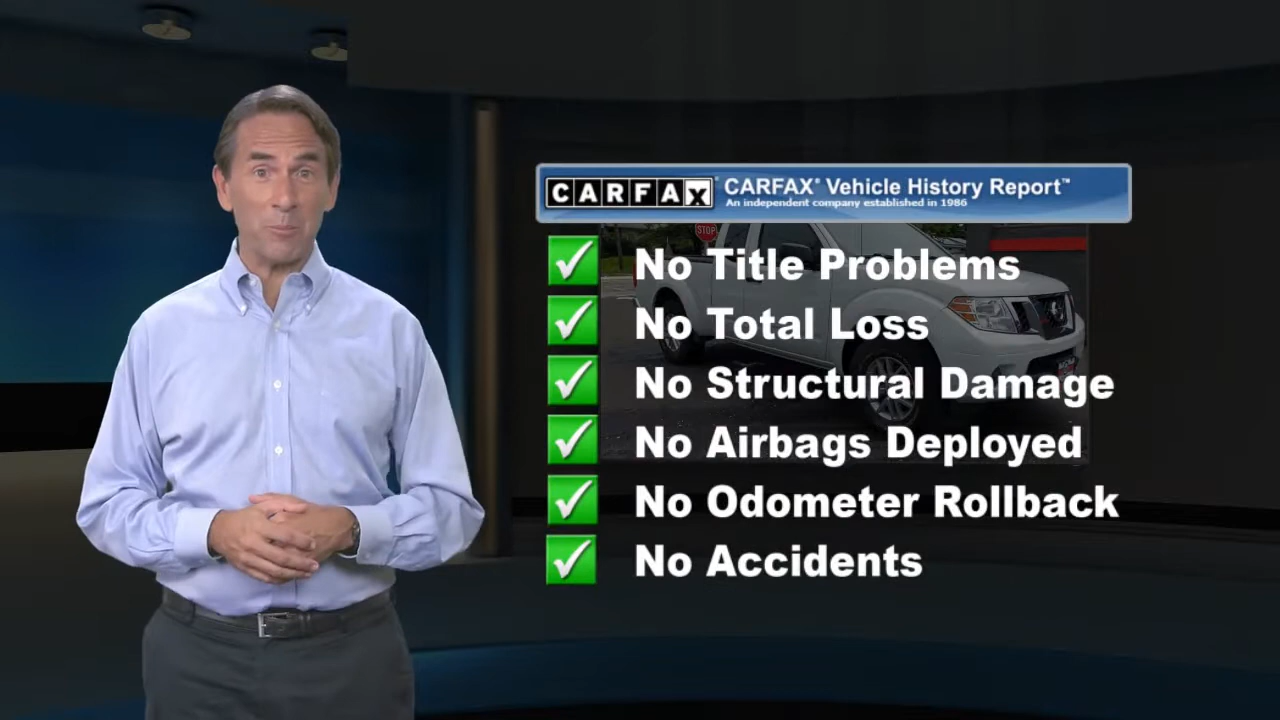 STOP
CARFAX® CARFAX® Vehicle History Report™
An independent company established in 1986
No Title Problems
No Total Loss
No Structural Damage
No Airbags Deployed
No Odometer Rollback
No Accidents